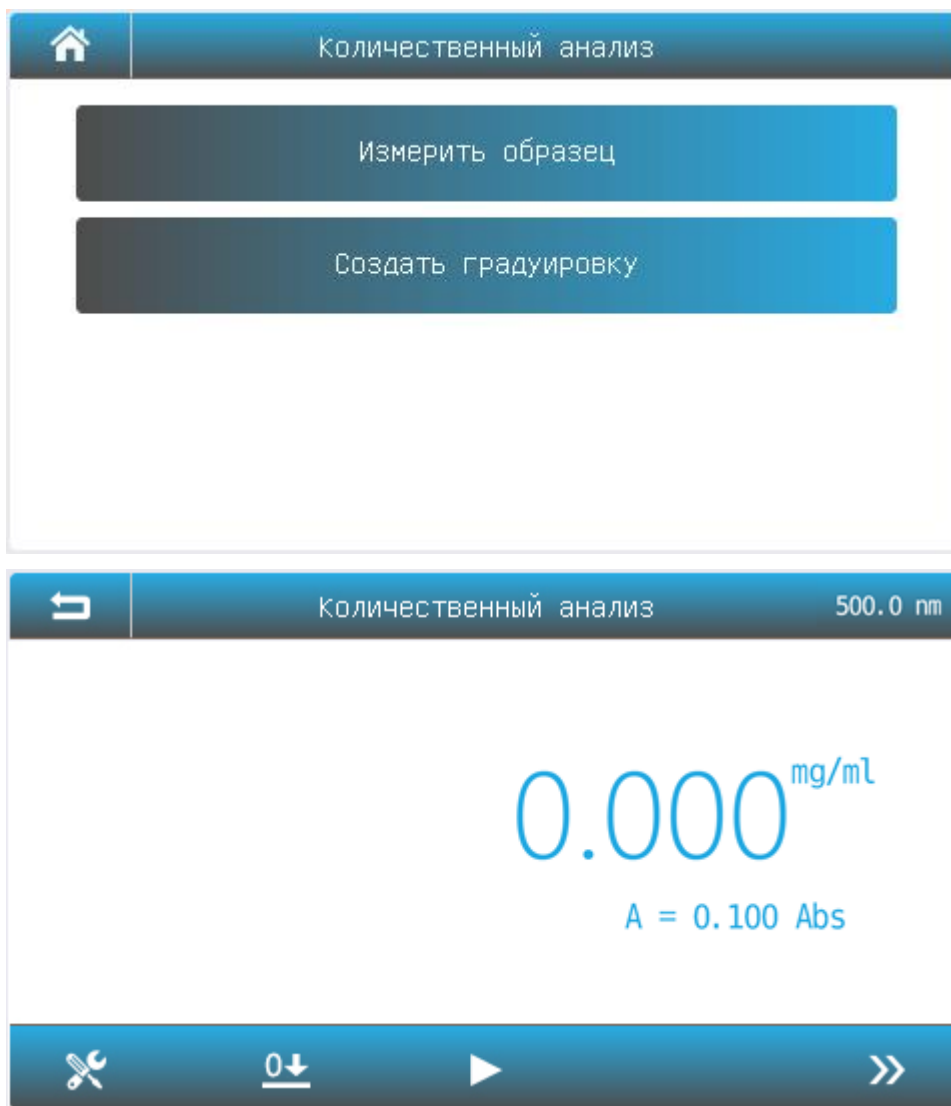 Количественный анализ
Измерить образец
Создать градуировку
Количественный анализ 500.0 nm
0.000 mg/ml
A = 0.100 Abs
0